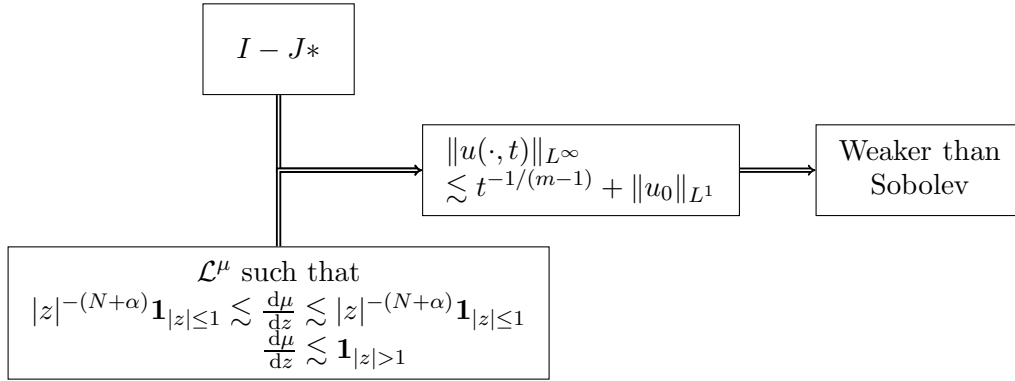 I − J∗
‖u(·, t)‖_{L^∞}
≲ t^{−1/(m−1)} + ‖u_0‖_{L^1}
Weaker than
Sobolev
𝓛^μ such that
|z|^{−(N+α)} 𝟏_{|z|≤1} ≲ dμ/dz ≲ |z|^{−(N+α)} 𝟏_{|z|≤1}
dμ/dz ≲ 𝟏_{|z|>1}